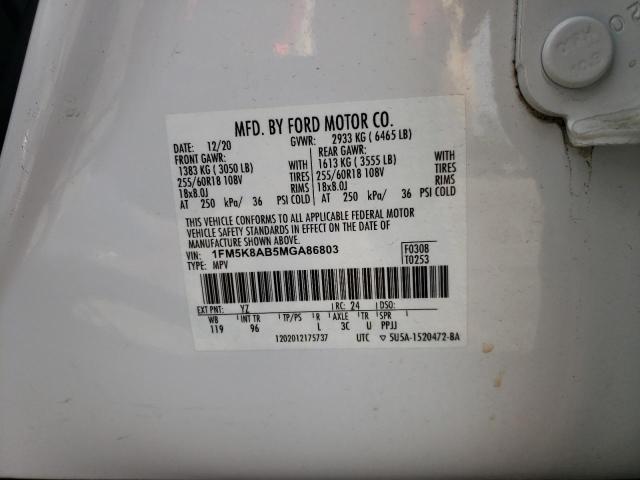 MFD. BY FORD MOTOR CO.
DATE: 12/20 GVWR: 2933 KG ( 6465 LB)
FRONT GAWR: REAR GAWR:
1383 KG ( 3050 LB) WITH 1613 KG ( 3555 LB) WITH
255/60R18 108V TIRES 255/60R18 108V TIRES
18x8.0J RIMS 18x8.0J RIMS
AT 250 kPa/ 36 PSI COLD AT 250 kPa/ 36 PSI COLD
THIS VEHICLE CONFORMS TO ALL APPLICABLE FEDERAL MOTOR
VEHICLE SAFETY STANDARDS IN EFFECT ON THE DATE OF
MANUFACTURE SHOWN ABOVE.
VIN: 1FM5K8AB5MGA86803 F0308
TYPE: MPV T0253
EXT PNT: YZ RC: 24 DSO:
WB INT TR TP/PS R AXLE TR SPR
119 96 L 3C U PPJJ
1202012175737 UTC ▽ 5U5A-1520472-BA